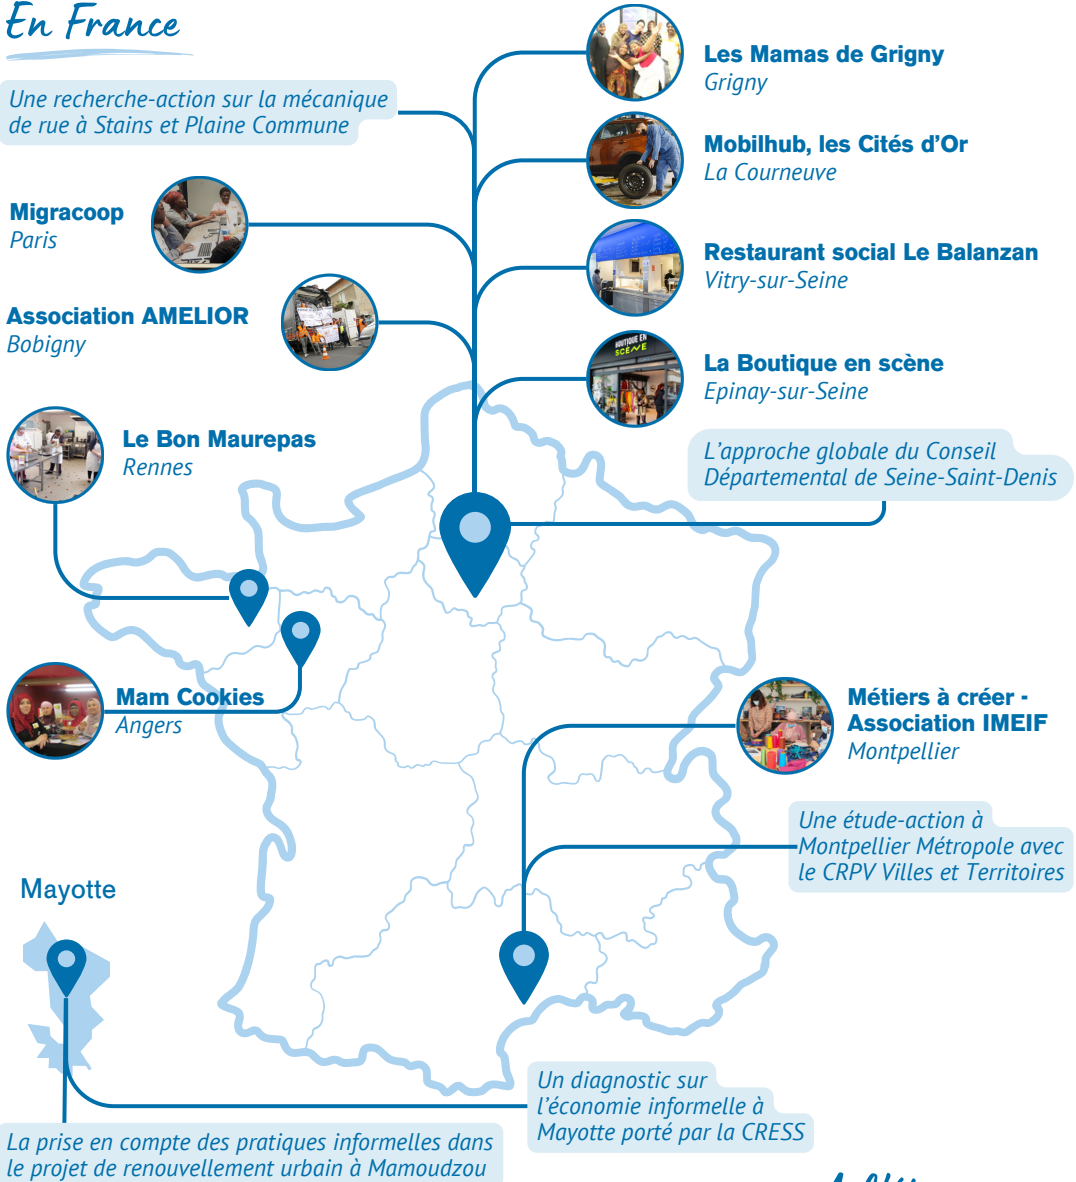 En France
Une recherche-action sur la mécanique
de rue à Stains et Plaine Commune
Migracoop
Paris
Association AMELIOR
Bobigny
Le Bon Maurepas
Rennes
Mam Cookies
Angers
Les Mamas de Grigny
Grigny
Mobilhub, les Cités d’Or
La Courneuve
Restaurant social Le Balanzan
Vitry-sur-Seine
BOUTIQUE EN
SCÈNE
La Boutique en scène
Epinay-sur-Seine
L’approche globale du Conseil
Départemental de Seine-Saint-Denis
Métiers à créer -
Association IMEIF
Montpellier
Une étude-action à
Montpellier Métropole avec
le CRPV Villes et Territoires
Mayotte
Un diagnostic sur
l’économie informelle à
Mayotte porté par la CRESS
La prise en compte des pratiques informelles dans
le projet de renouvellement urbain à Mamoudzou